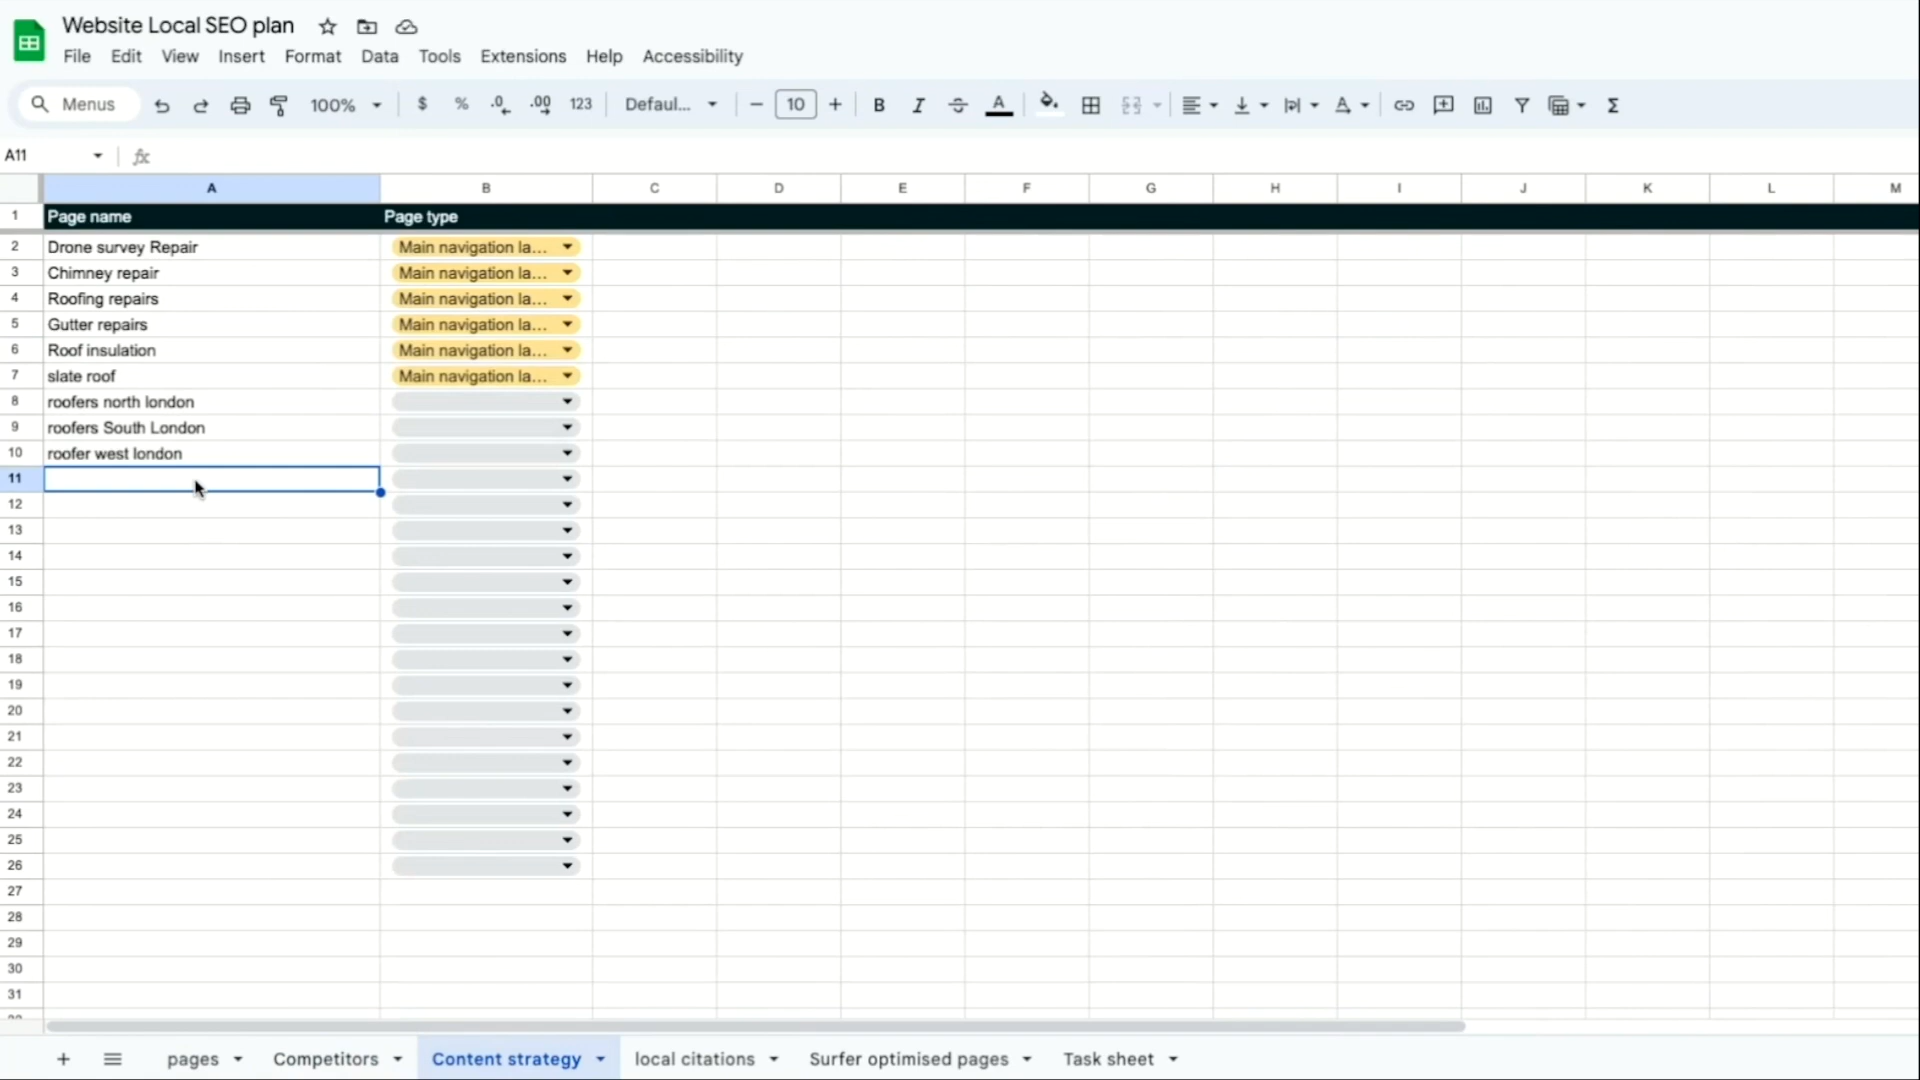 Website Local SEO plan
File Edit View Insert Format Data Tools Extensions Help Accessibility
Menus 100% $ % .0 .00 123 Defaul... 10 B I A A Σ
A11 fx
A B C D E F G H I J K L M
1 Page name Page type
2 Drone survey Repair Main navigation la...
3 Chimney repair Main navigation la...
4 Roofing repairs Main navigation la...
5 Gutter repairs Main navigation la...
6 Roof insulation Main navigation la...
7 slate roof Main navigation la...
8 roofers north london
9 roofers South London
10 roofer west london
11
12
13
14
15
16
17
18
19
20
21
22
23
24
25
26
27
28
29
30
31
pages Competitors Content strategy local citations Surfer optimised pages Task sheet